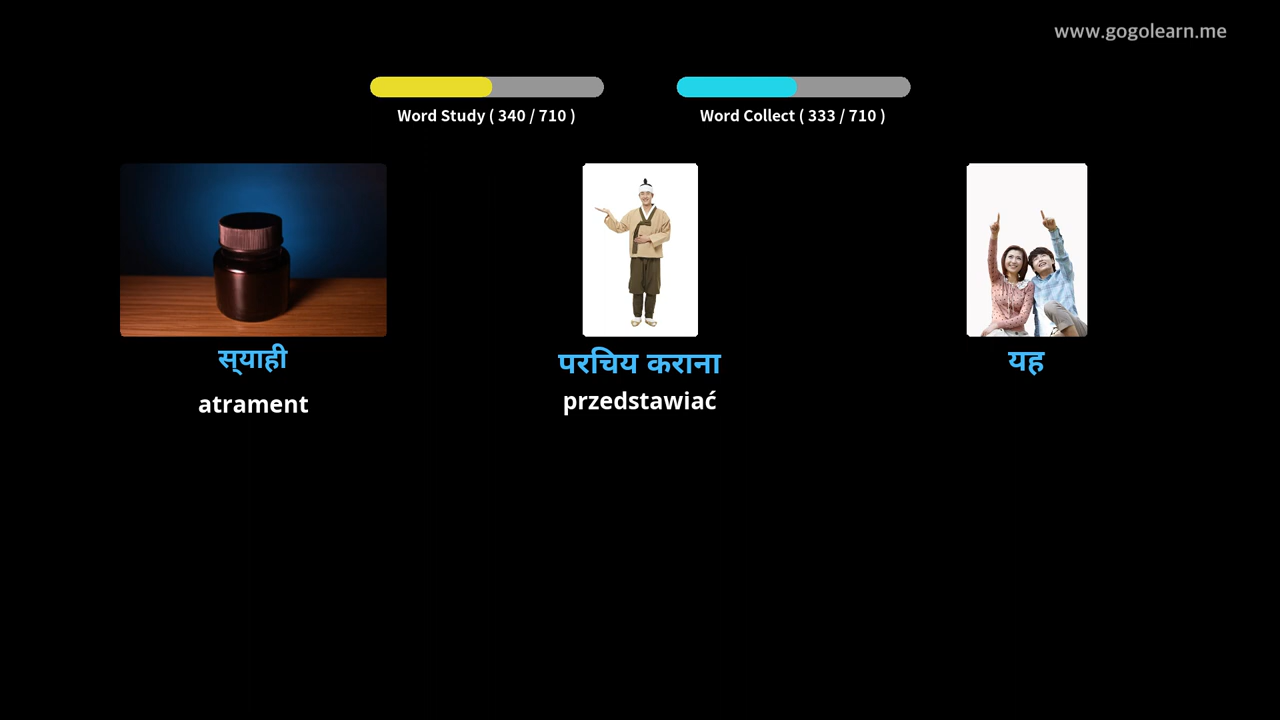 www.gogolearn.me
Word Study ( 340 / 710 )
Word Collect ( 333 / 710 )
स्याही
परिचय कराना
यह
atrament
przedstawiać